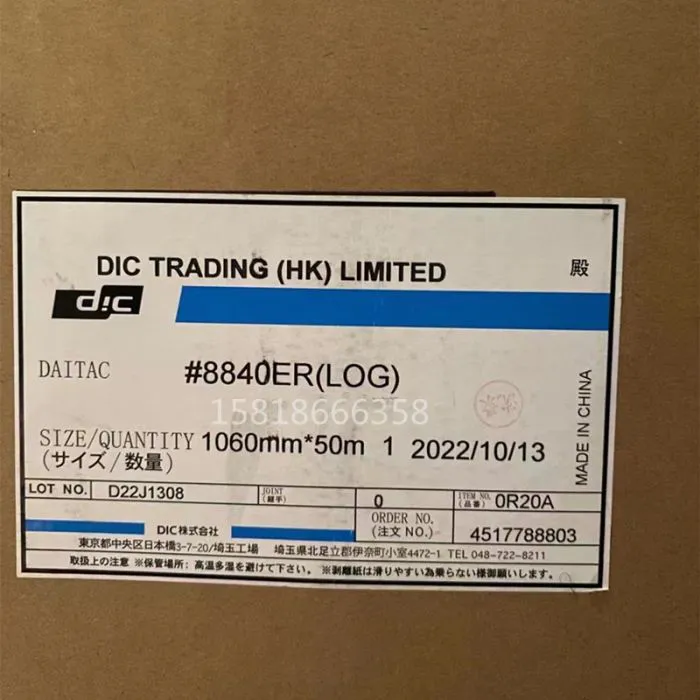 DIC TRADING (HK) LIMITED
殿
dic
DAITAC
#8840ER(LOG)
15818666358
SIZE/QUANTITY 1060mm*50m 1 2022/10/13
(サイズ/数量)
MADE IN CHINA
LOT NO. D22J1308
JOINT
(継手)
0
ITEM NO.
(品番)
0R20A
ORDER NO.
(注文 NO.)
4517788803
DIC株式会社
東京都中央区日本橋3-7-20/埼玉工場 埼玉県北足立郡伊奈町小室4472-1 TEL 048-722-8211
取扱上の注意 ※保管場所: 高温多湿を避けて下さい。 ※剥離紙は滑りやすい為乗らない様御願いします。